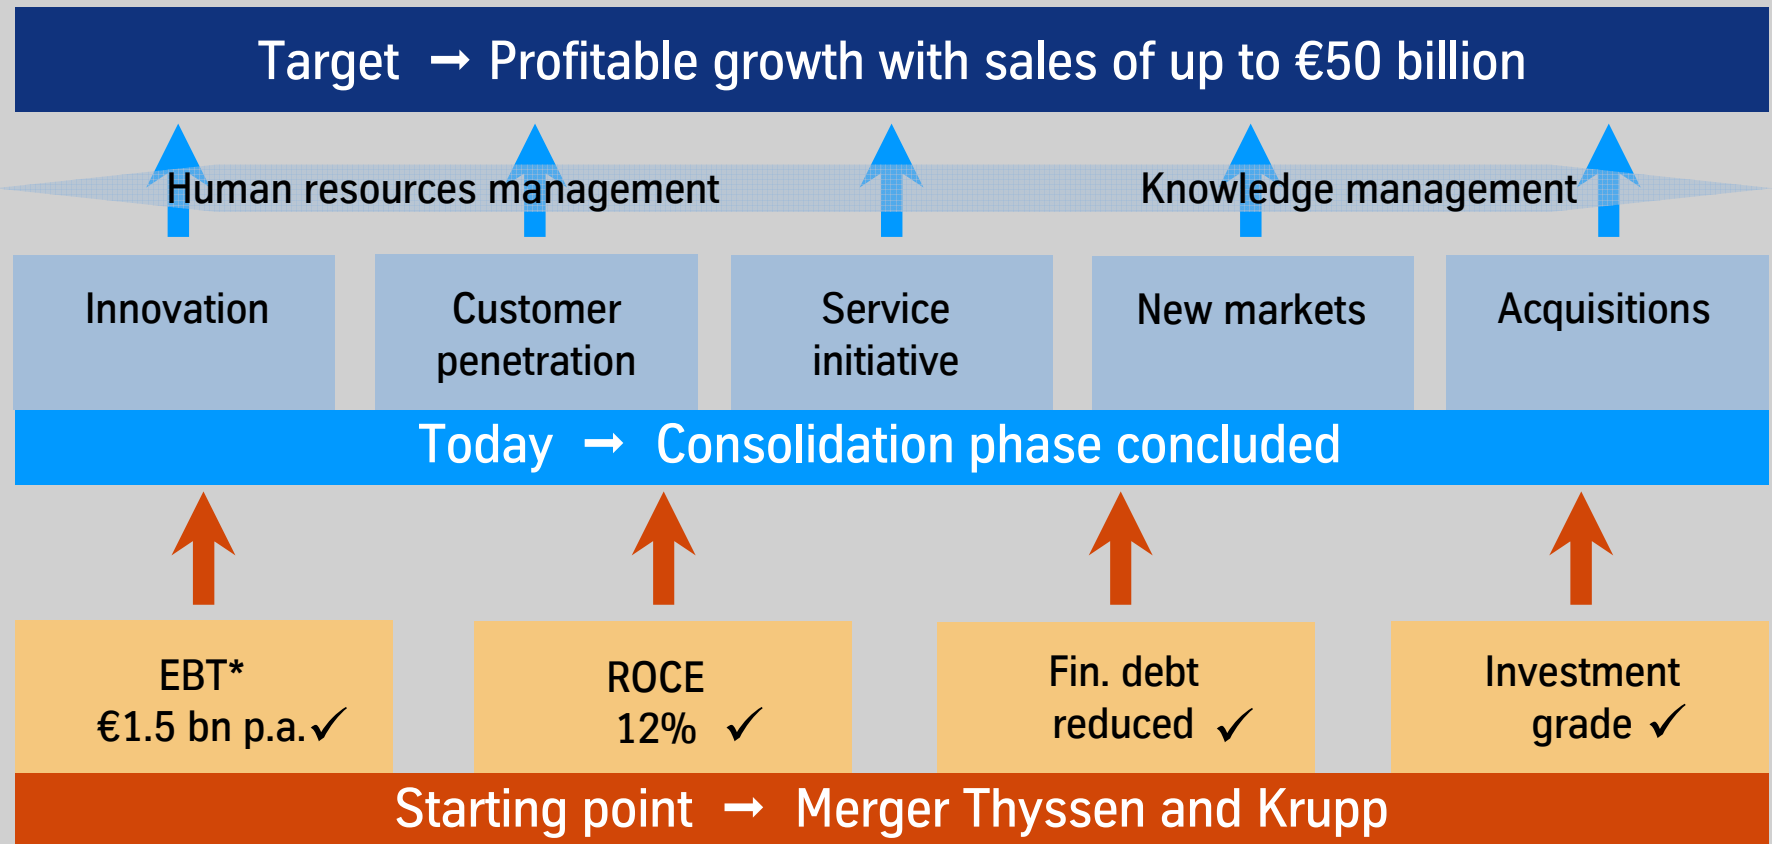 Target → Profitable growth with sales of up to €50 billion
Human resources management
Knowledge management
Innovation
Customer
penetration
Service
initiative
New markets
Acquisitions
Today → Consolidation phase concluded
EBT*
€1.5 bn p.a. ✓
ROCE
12% ✓
Fin. debt
reduced ✓
Investment
grade ✓
Starting point → Merger Thyssen and Krupp